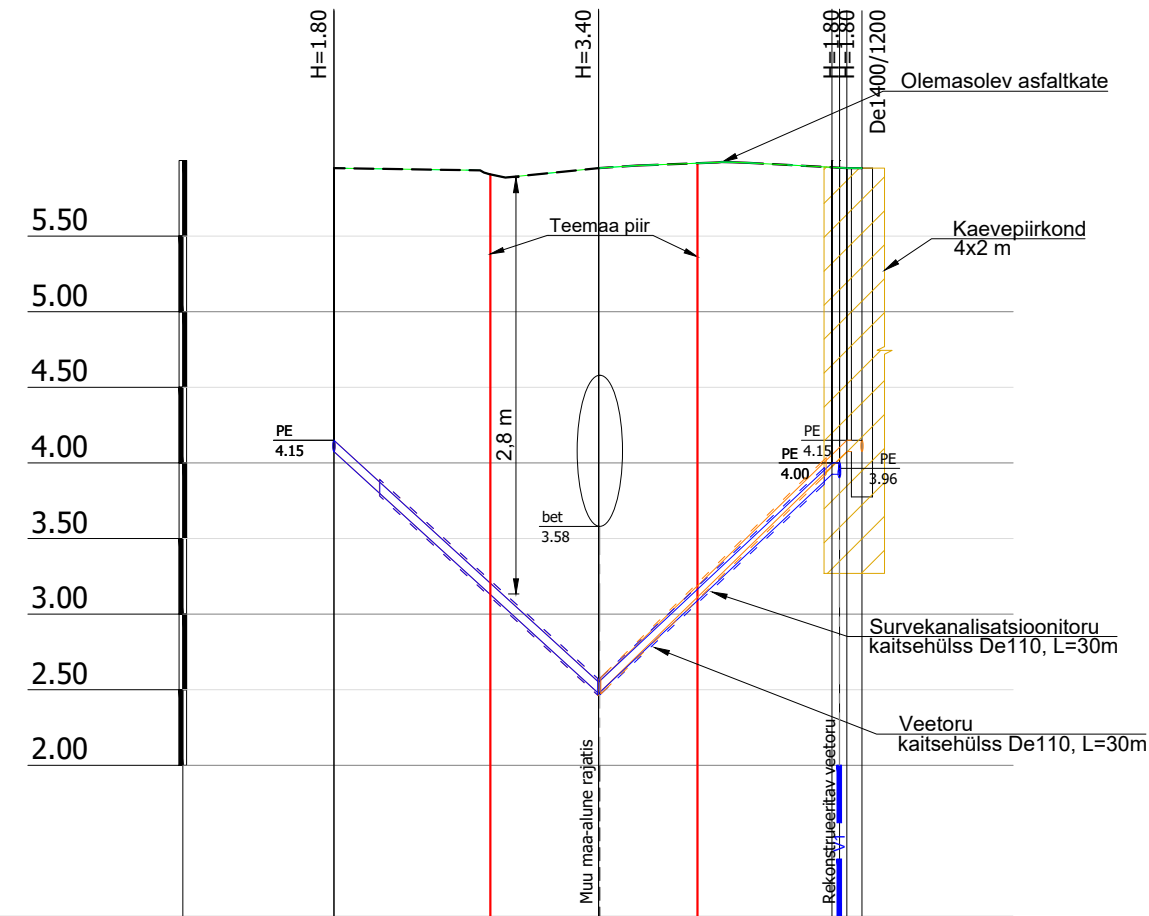 H=1.80
H=3.40
H=1.80
H=1.80
De1400/1200
Olemasolev asfaltkate
Teemaa piir
Kaevepiirkond
4x2 m
5.50
5.00
4.50
4.00
3.50
3.00
2.50
2.00
2,8 m
PE
4.15
PE
4.15
PE
4.00
PE
3.96
bet
3.58
Survekanalisatsioonitoru
kaitsehülss De110, L=30m
Veetoru
kaitsehülss De110, L=30m
Muu maa-alune rajatis
Rekonstrueeritav veetoru
V1